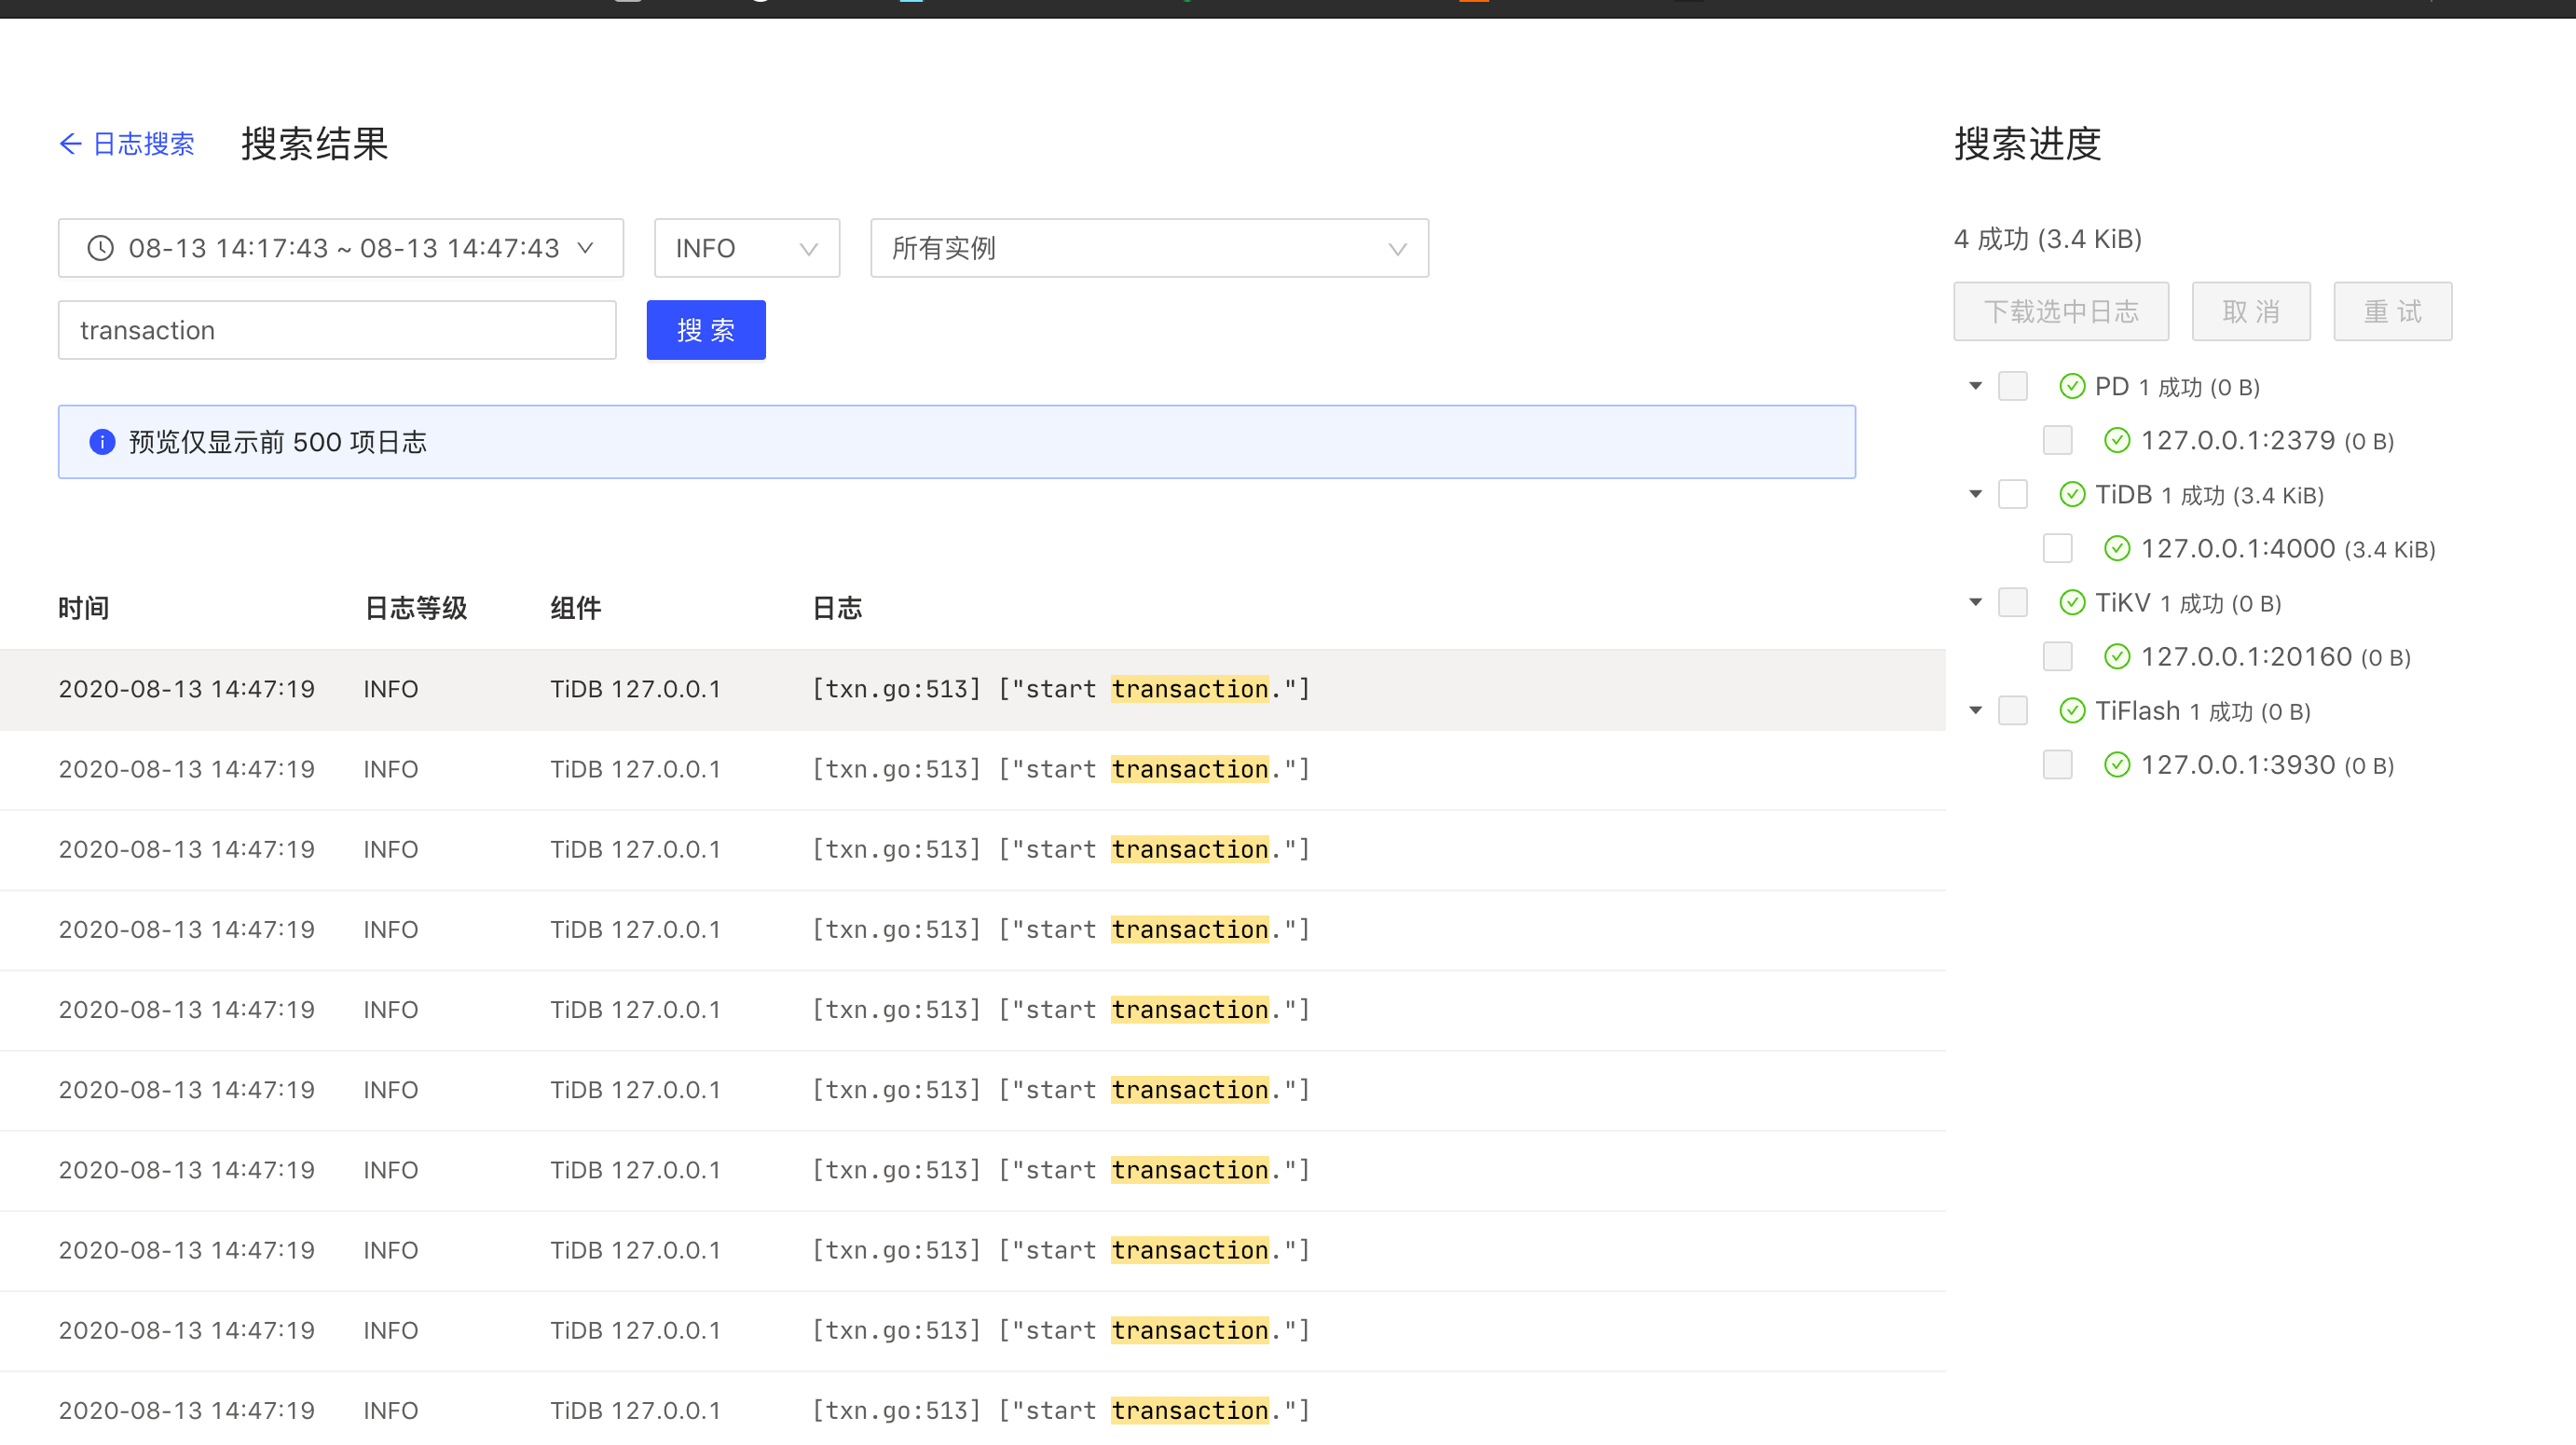 日志搜索 搜索结果
08-13 14:17:43 ~ 08-13 14:47:43 INFO 所有实例
transaction 搜 索
预览仅显示前 500 项日志
时间 日志等级 组件 日志
2020-08-13 14:47:19 INFO TiDB 127.0.0.1 [txn.go:513] ["start transaction."]
2020-08-13 14:47:19 INFO TiDB 127.0.0.1 [txn.go:513] ["start transaction."]
2020-08-13 14:47:19 INFO TiDB 127.0.0.1 [txn.go:513] ["start transaction."]
2020-08-13 14:47:19 INFO TiDB 127.0.0.1 [txn.go:513] ["start transaction."]
2020-08-13 14:47:19 INFO TiDB 127.0.0.1 [txn.go:513] ["start transaction."]
2020-08-13 14:47:19 INFO TiDB 127.0.0.1 [txn.go:513] ["start transaction."]
2020-08-13 14:47:19 INFO TiDB 127.0.0.1 [txn.go:513] ["start transaction."]
2020-08-13 14:47:19 INFO TiDB 127.0.0.1 [txn.go:513] ["start transaction."]
2020-08-13 14:47:19 INFO TiDB 127.0.0.1 [txn.go:513] ["start transaction."]
2020-08-13 14:47:19 INFO TiDB 127.0.0.1 [txn.go:513] ["start transaction."]
搜索进度
4 成功 (3.4 KiB)
下载选中日志 取 消 重 试
PD 1 成功 (0 B)
127.0.0.1:2379 (0 B)
TiDB 1 成功 (3.4 KiB)
127.0.0.1:4000 (3.4 KiB)
TiKV 1 成功 (0 B)
127.0.0.1:20160 (0 B)
TiFlash 1 成功 (0 B)
127.0.0.1:3930 (0 B)